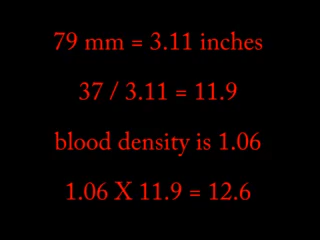 79 mm = 3.11 inches
37 / 3.11 = 11.9
blood density is 1.06
1.06 X 11.9 = 12.6